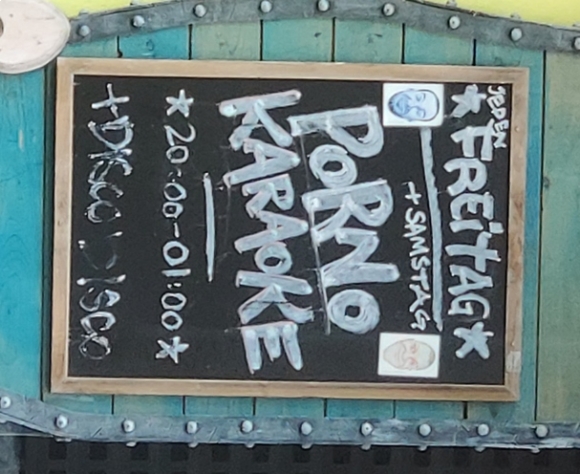 JEDEN
★FREITAG★
+ SAMSTAG
PORNO
KARAOKE
★20:00-01:00★
+DISCO DISCO